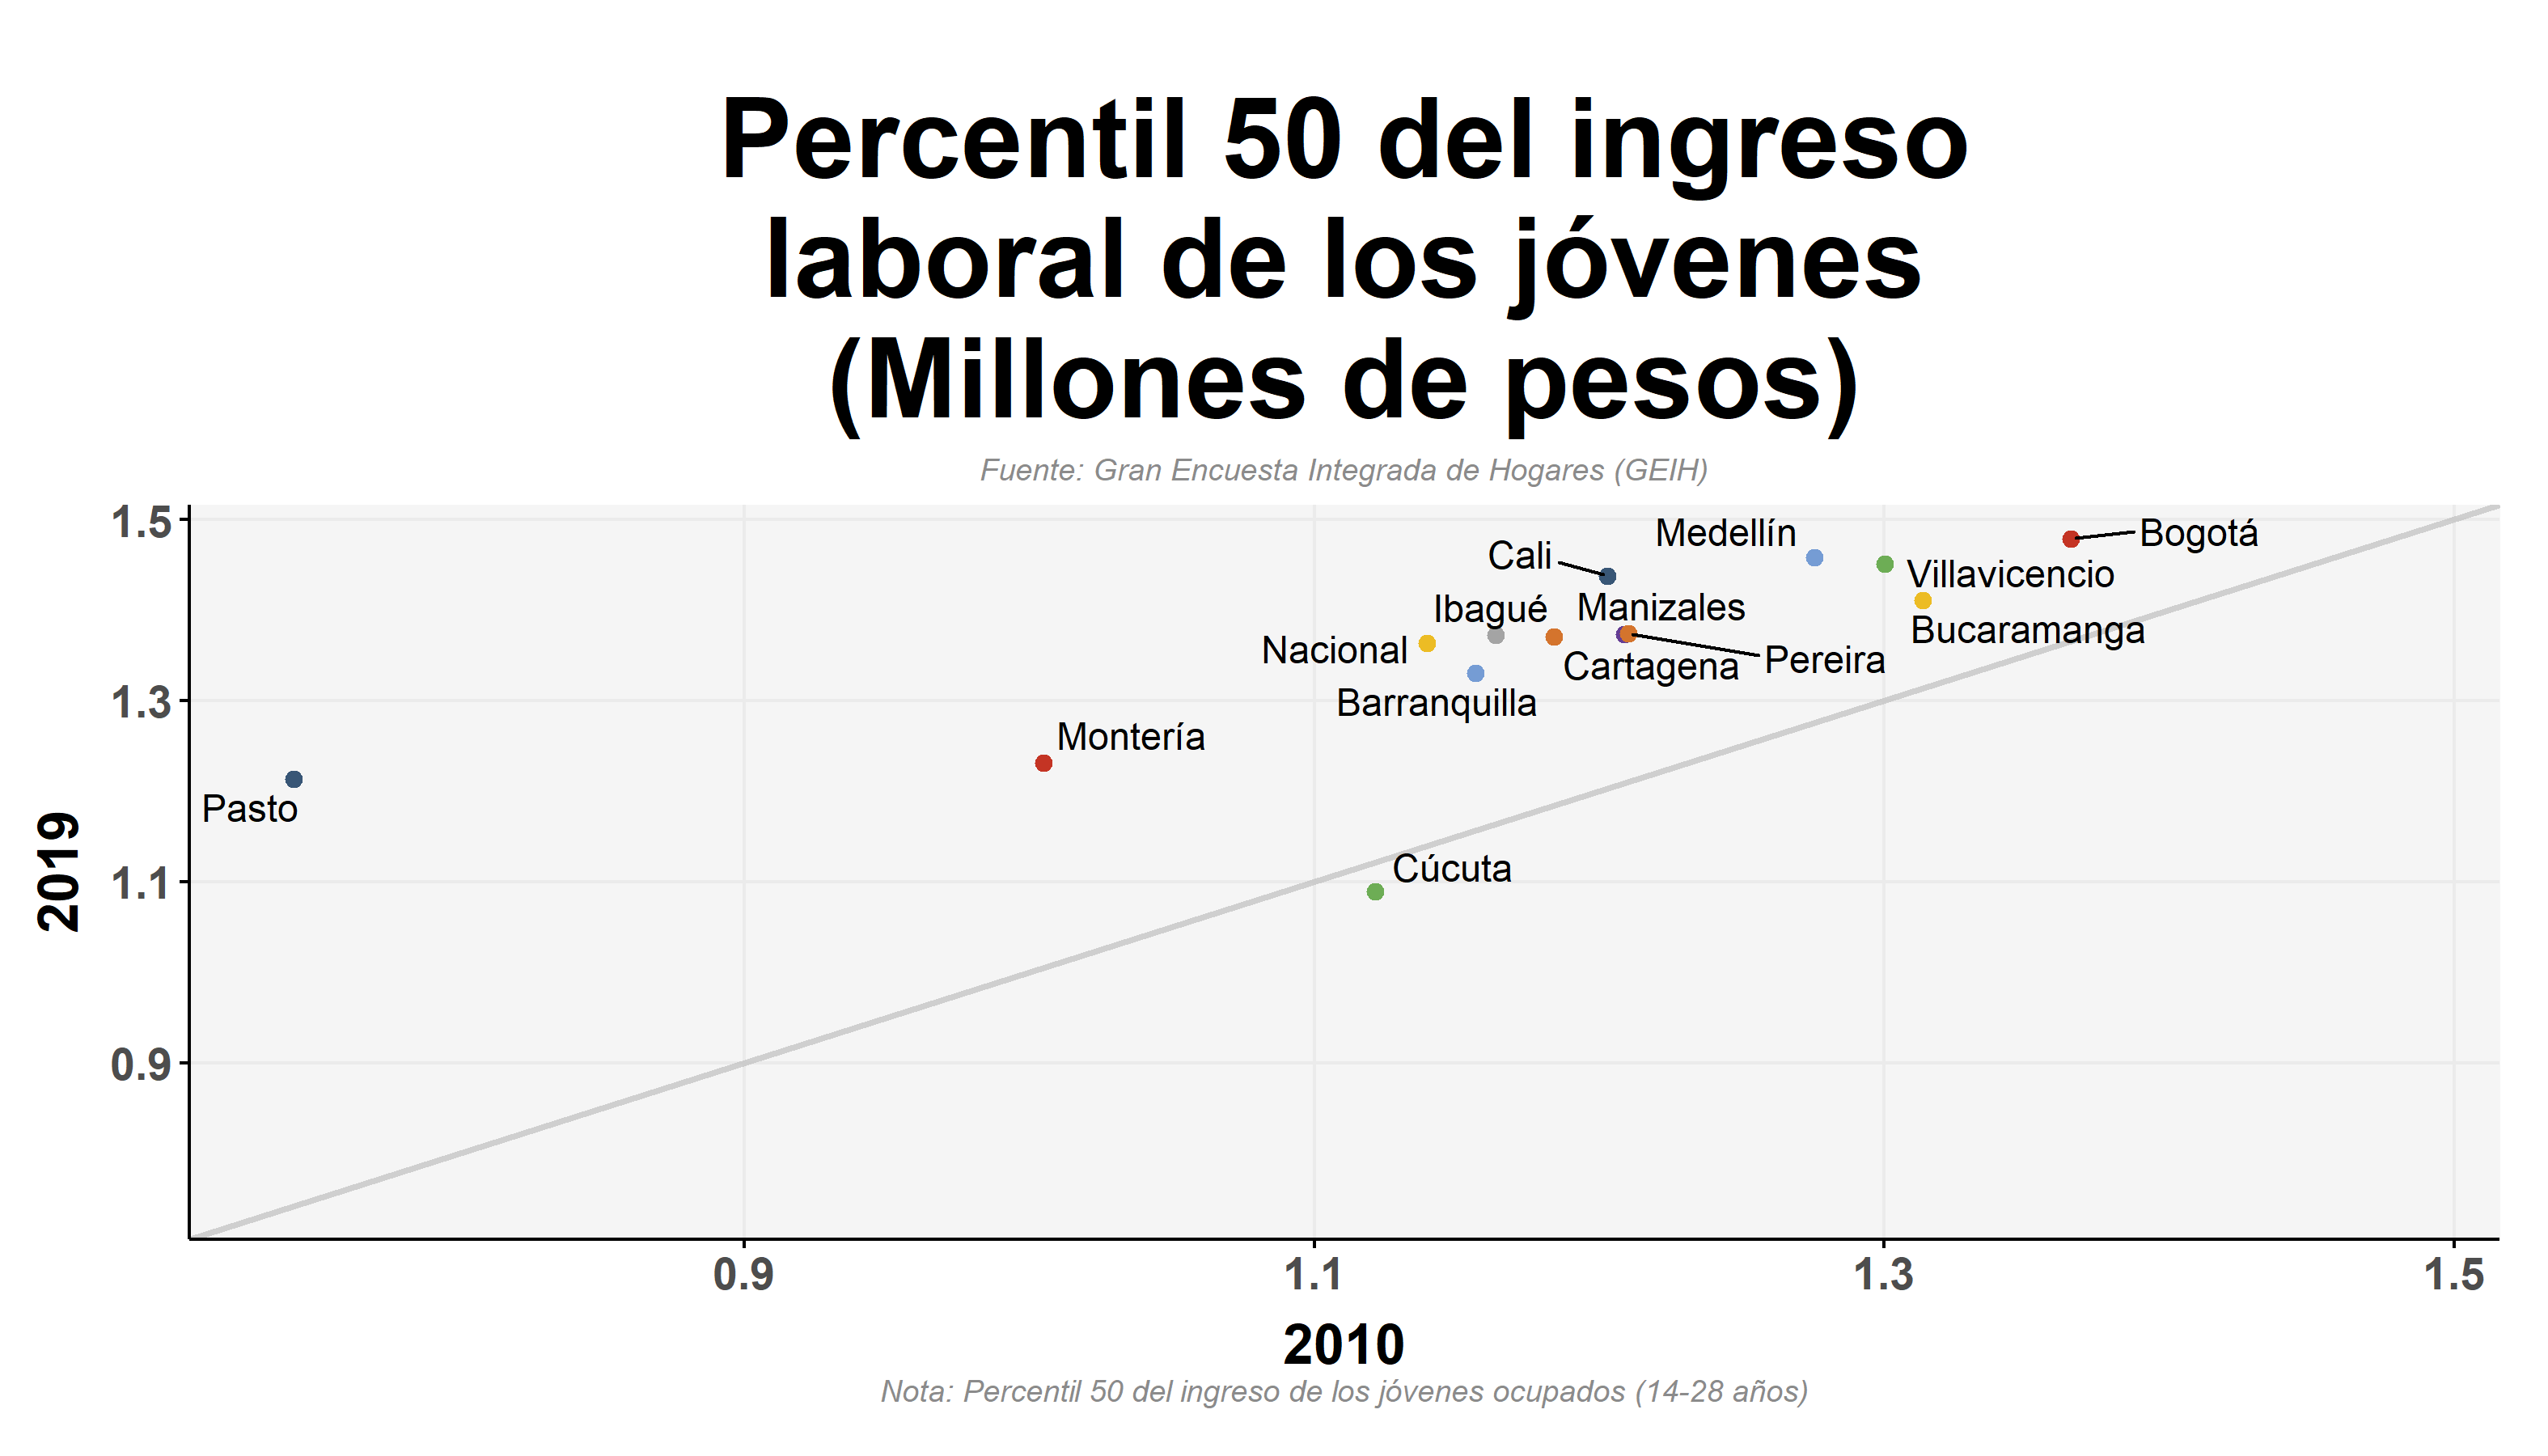 Percentil 50 del ingreso
laboral de los jóvenes
(Millones de pesos)
Fuente: Gran Encuesta Integrada de Hogares (GEIH)
1.5
1.3
1.1
0.9
2019
Medellín
Bogotá
Cali
Villavicencio
Ibagué
Manizales
Bucaramanga
Nacional
Cartagena
Pereira
Barranquilla
Montería
Pasto
Cúcuta
0.9
1.1
1.3
1.5
2010
Nota: Percentil 50 del ingreso de los jóvenes ocupados (14-28 años)